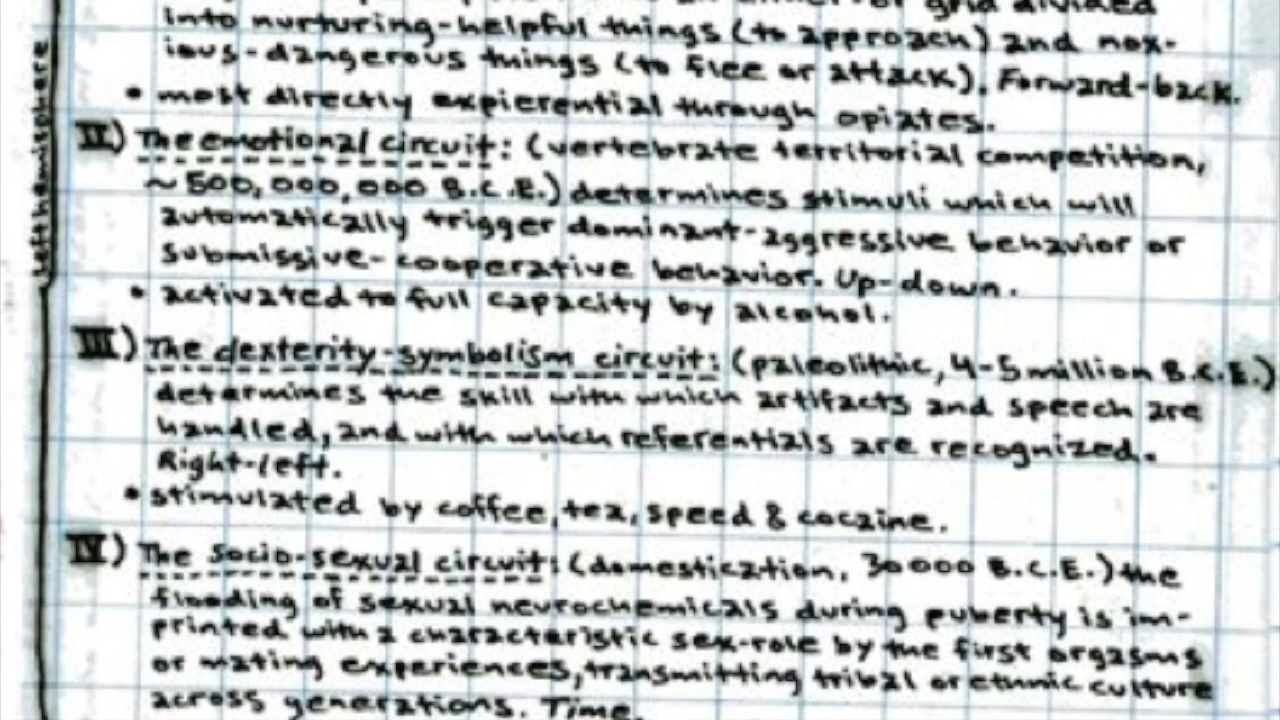 grid divided
into nurturing-helpful things (to approach) and nox-
ious-dangerous things (to flee or attack). Forward-back.
• most directly expierential through opiates.
II) The emotional circuit: (vertebrate territorial competition,
~500,000,000 B.C.E.) determines stimuli which will
automatically trigger dominant-aggressive behavior or
submissive-cooperative behavior. Up-down.
• activated to full capacity by alcohol.
III) The dexterity-symbolism circuit: (paleolithic, 4-5 million B.C.E.)
determines the skill with which artifacts and speech are
handled, and with which referentials are recognized.
Right-left.
• stimulated by coffee, tea, speed & cocaine.
IV) The socio-sexual circuit: (domestication, 30000 B.C.E.) the
flooding of sexual neurochemicals during puberty is im-
printed with a characteristic sex-role by the first orgasms
or mating experiences, transmitting tribal or ethnic culture
across generations. Time.
left hemisphere